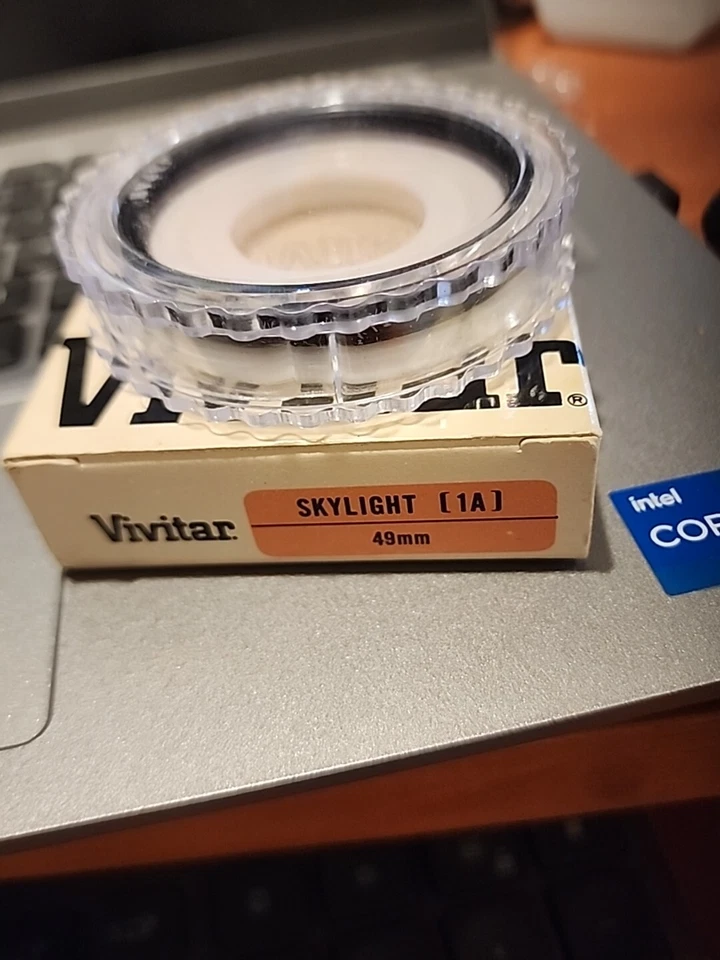 ®
Vivitar.
SKYLIGHT [1A]
49mm
intel